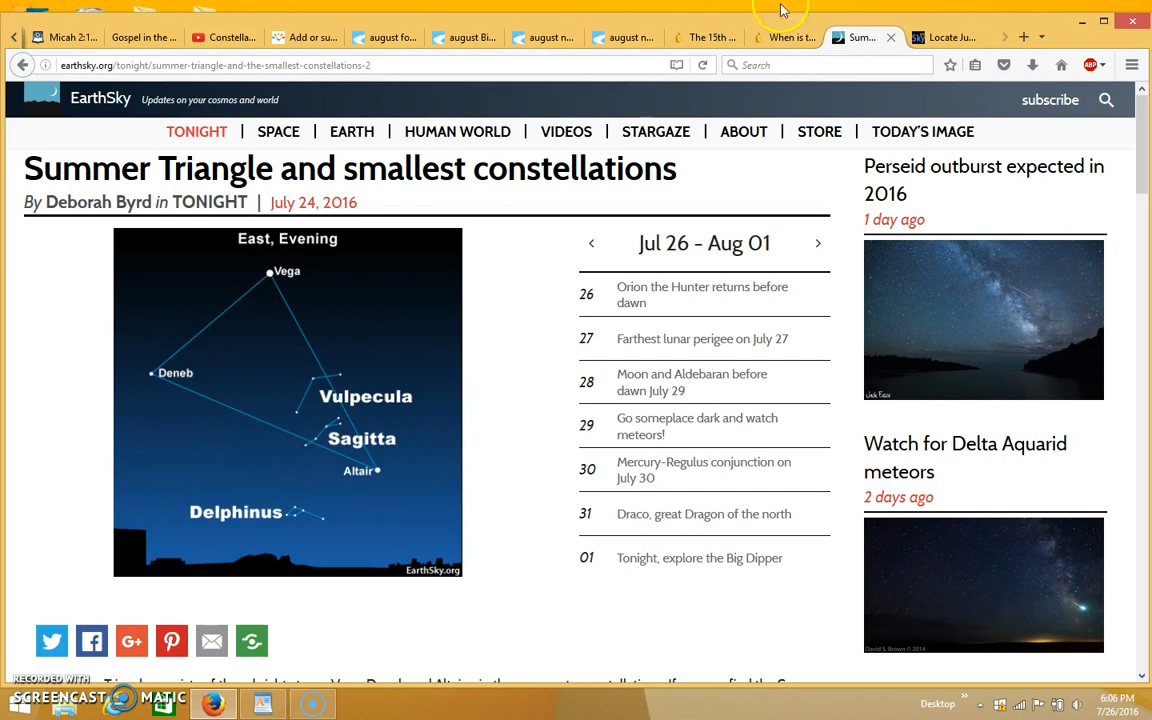 Micah 2:1...
Gospel in the ...
Constella...
Add or su...
august fo...
august Bi...
august n...
august n...
The 15th ...
When is t...
Sum...
Locate Ju...
earthsky.org/tonight/summer-triangle-and-the-smallest-constellations-2
Search
ABP
EarthSky Updates on your cosmos and world
subscribe
TONIGHT | SPACE | EARTH | HUMAN WORLD | VIDEOS | STARGAZE | ABOUT | STORE | TODAY'S IMAGE
Summer Triangle and smallest constellations
By Deborah Byrd in TONIGHT | July 24, 2016
East, Evening
Vega
Deneb
Vulpecula
Sagitta
Altair
Delphinus
EarthSky.org
Jul 26 - Aug 01
26 Orion the Hunter returns before
dawn
27 Farthest lunar perigee on July 27
28 Moon and Aldebaran before
dawn July 29
29 Go someplace dark and watch
meteors!
30 Mercury-Regulus conjunction on
July 30
31 Draco, great Dragon of the north
01 Tonight, explore the Big Dipper
Perseid outburst expected in
2016
1 day ago
Watch for Delta Aquarid
meteors
2 days ago
David S. Brown © 2014
RECORDED WITH
SCREENCAST MATIC
Desktop
6:06 PM
7/26/2016